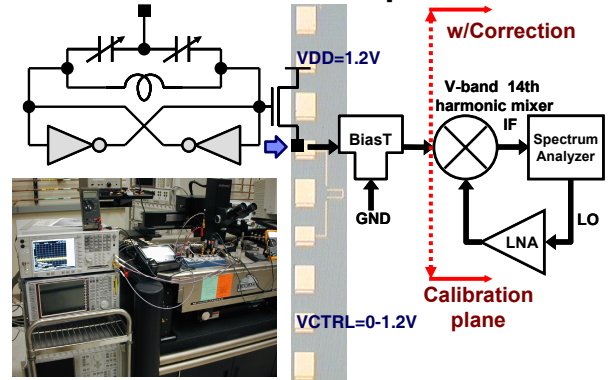 w/Correction
VDD=1.2V
V-band 14th
harmonic mixer
IF
BiasT
Spectrum
Analyzer
GND
LO
LNA
Calibration
plane
VCTRL=0-1.2V